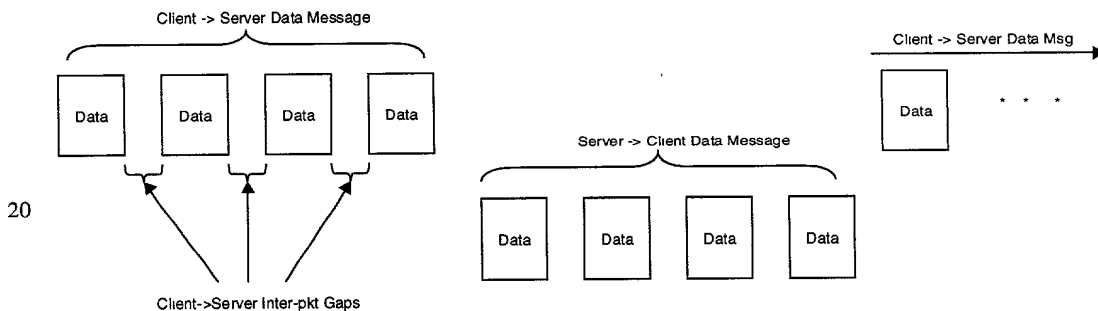 Client -> Server Data Message
Client -> Server Data Msg
Data Data Data Data
Data * * *
Server -> Client Data Message
20
Data Data Data Data
Client->Server Inter-pkt Gaps